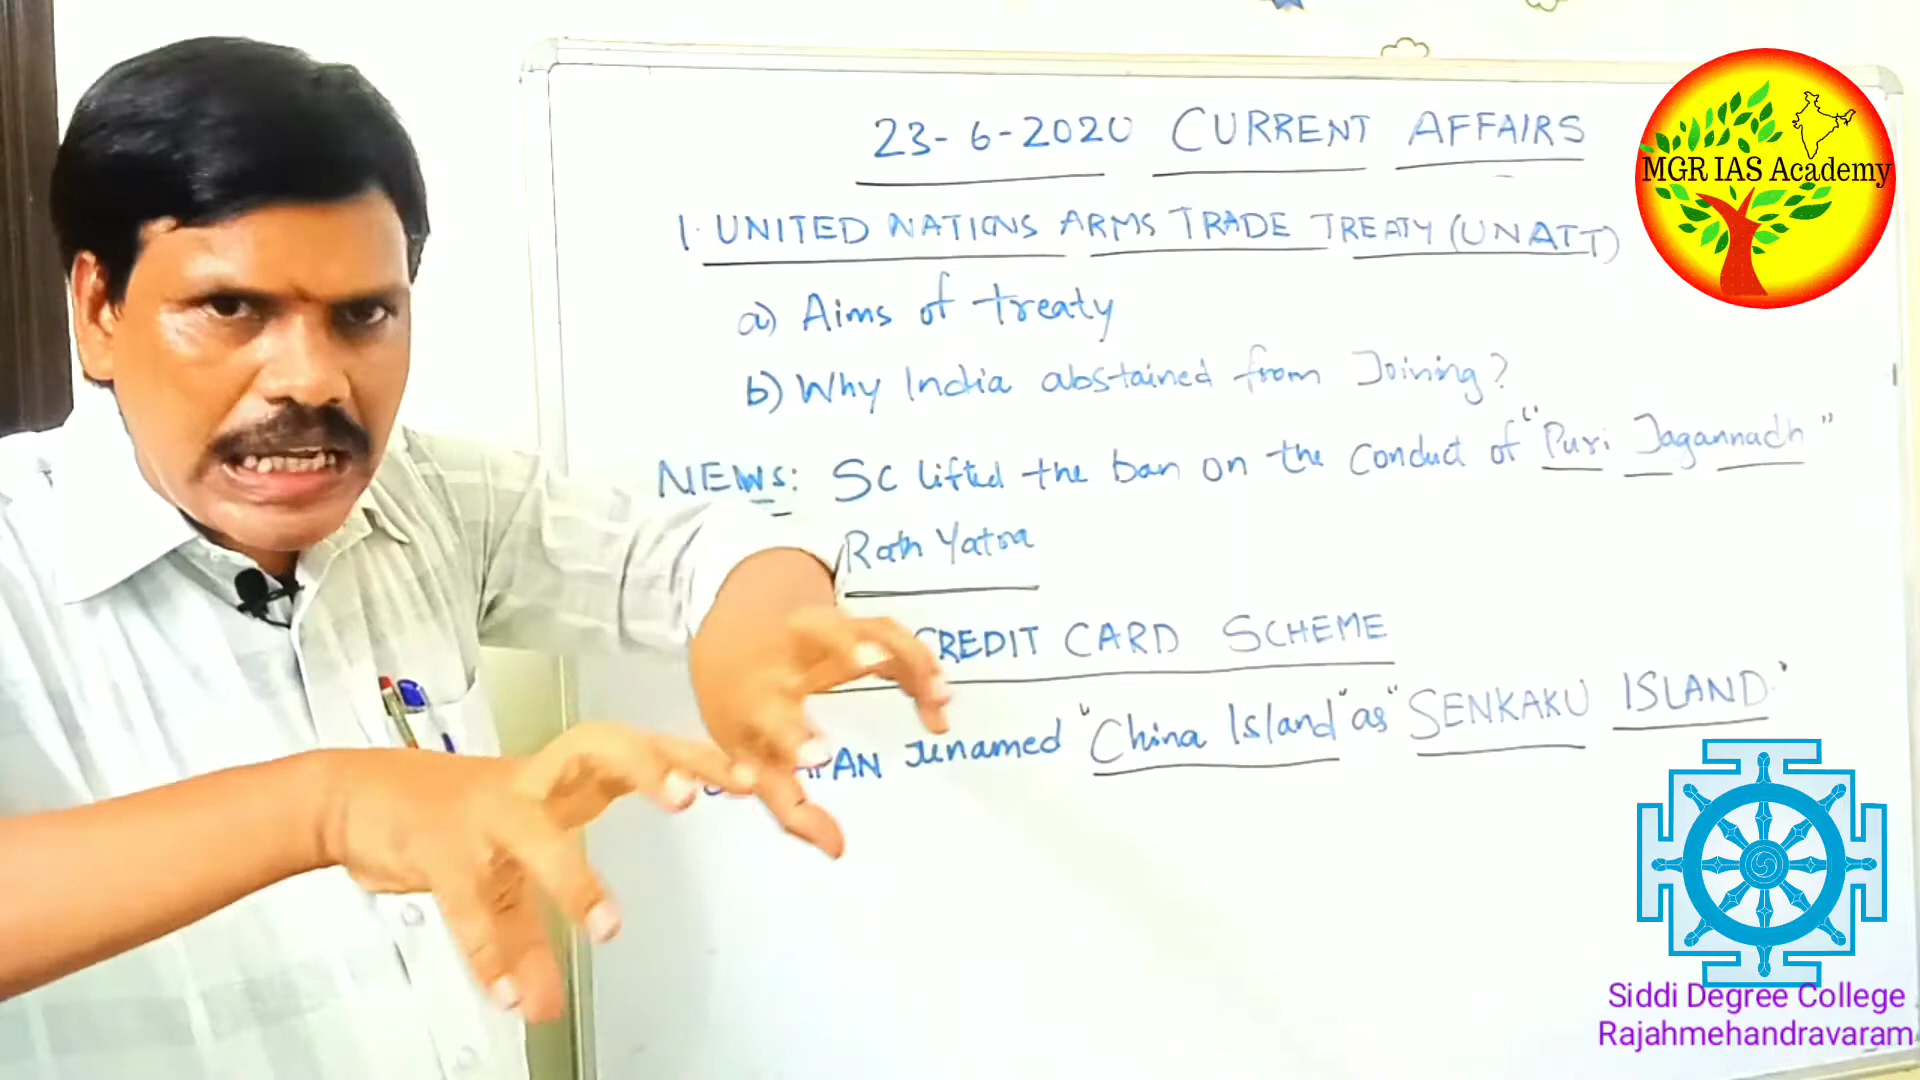 23-6-2020 CURRENT AFFAIRS
1. UNITED NATIONS ARMS TRADE TREATY (UNATT)
a) Aims of treaty
b) Why India abstained from Joining?
NEWS: SC lifted the ban on the conduct of "Puri Jagannadh"
Rath Yatra
CREDIT CARD SCHEME
renamed "China Island" as "SENKAKU ISLAND."
MGR IAS Academy
Siddi Degree College
Rajahmehandravaram